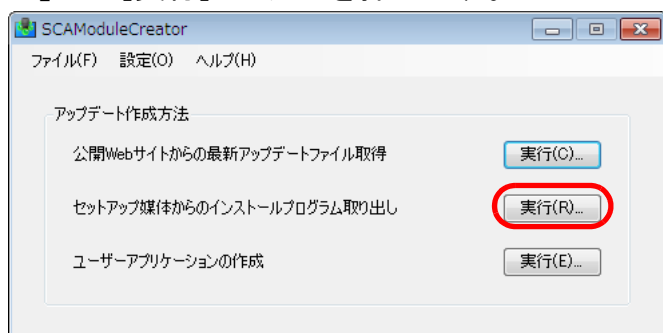 SCAModuleCreator
ファイル(F) 設定(O) ヘルプ(H)
アップデート作成方法
公開Webサイトからの最新アップデートファイル取得 実行(C)...
セットアップ媒体からのインストールプログラム取り出し 実行(R)...
ユーザーアプリケーションの作成 実行(E)...